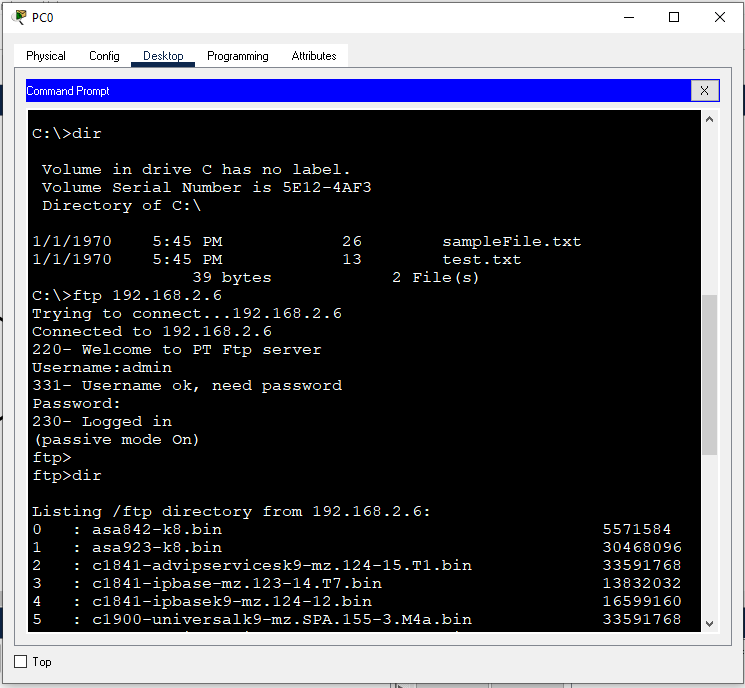 PC0
Physical Config Desktop Programming Attributes
Command Prompt
X
C:\>dir
Volume in drive C has no label.
Volume Serial Number is 5E12-4AF3
Directory of C:\
1/1/1970 5:45 PM 26 sampleFile.txt
1/1/1970 5:45 PM 13 test.txt
39 bytes 2 File(s)
C:\>ftp 192.168.2.6
Trying to connect...192.168.2.6
Connected to 192.168.2.6
220- Welcome to PT Ftp server
Username:admin
331- Username ok, need password
Password:
230- Logged in
(passive mode On)
ftp>
ftp>dir
Listing /ftp directory from 192.168.2.6:
0 : asa842-k8.bin 5571584
1 : asa923-k8.bin 30468096
2 : c1841-advipservicesk9-mz.124-15.T1.bin 33591768
3 : c1841-ipbase-mz.123-14.T7.bin 13832032
4 : c1841-ipbasek9-mz.124-12.bin 16599160
5 : c1900-universalk9-mz.SPA.155-3.M4a.bin 33591768
Top